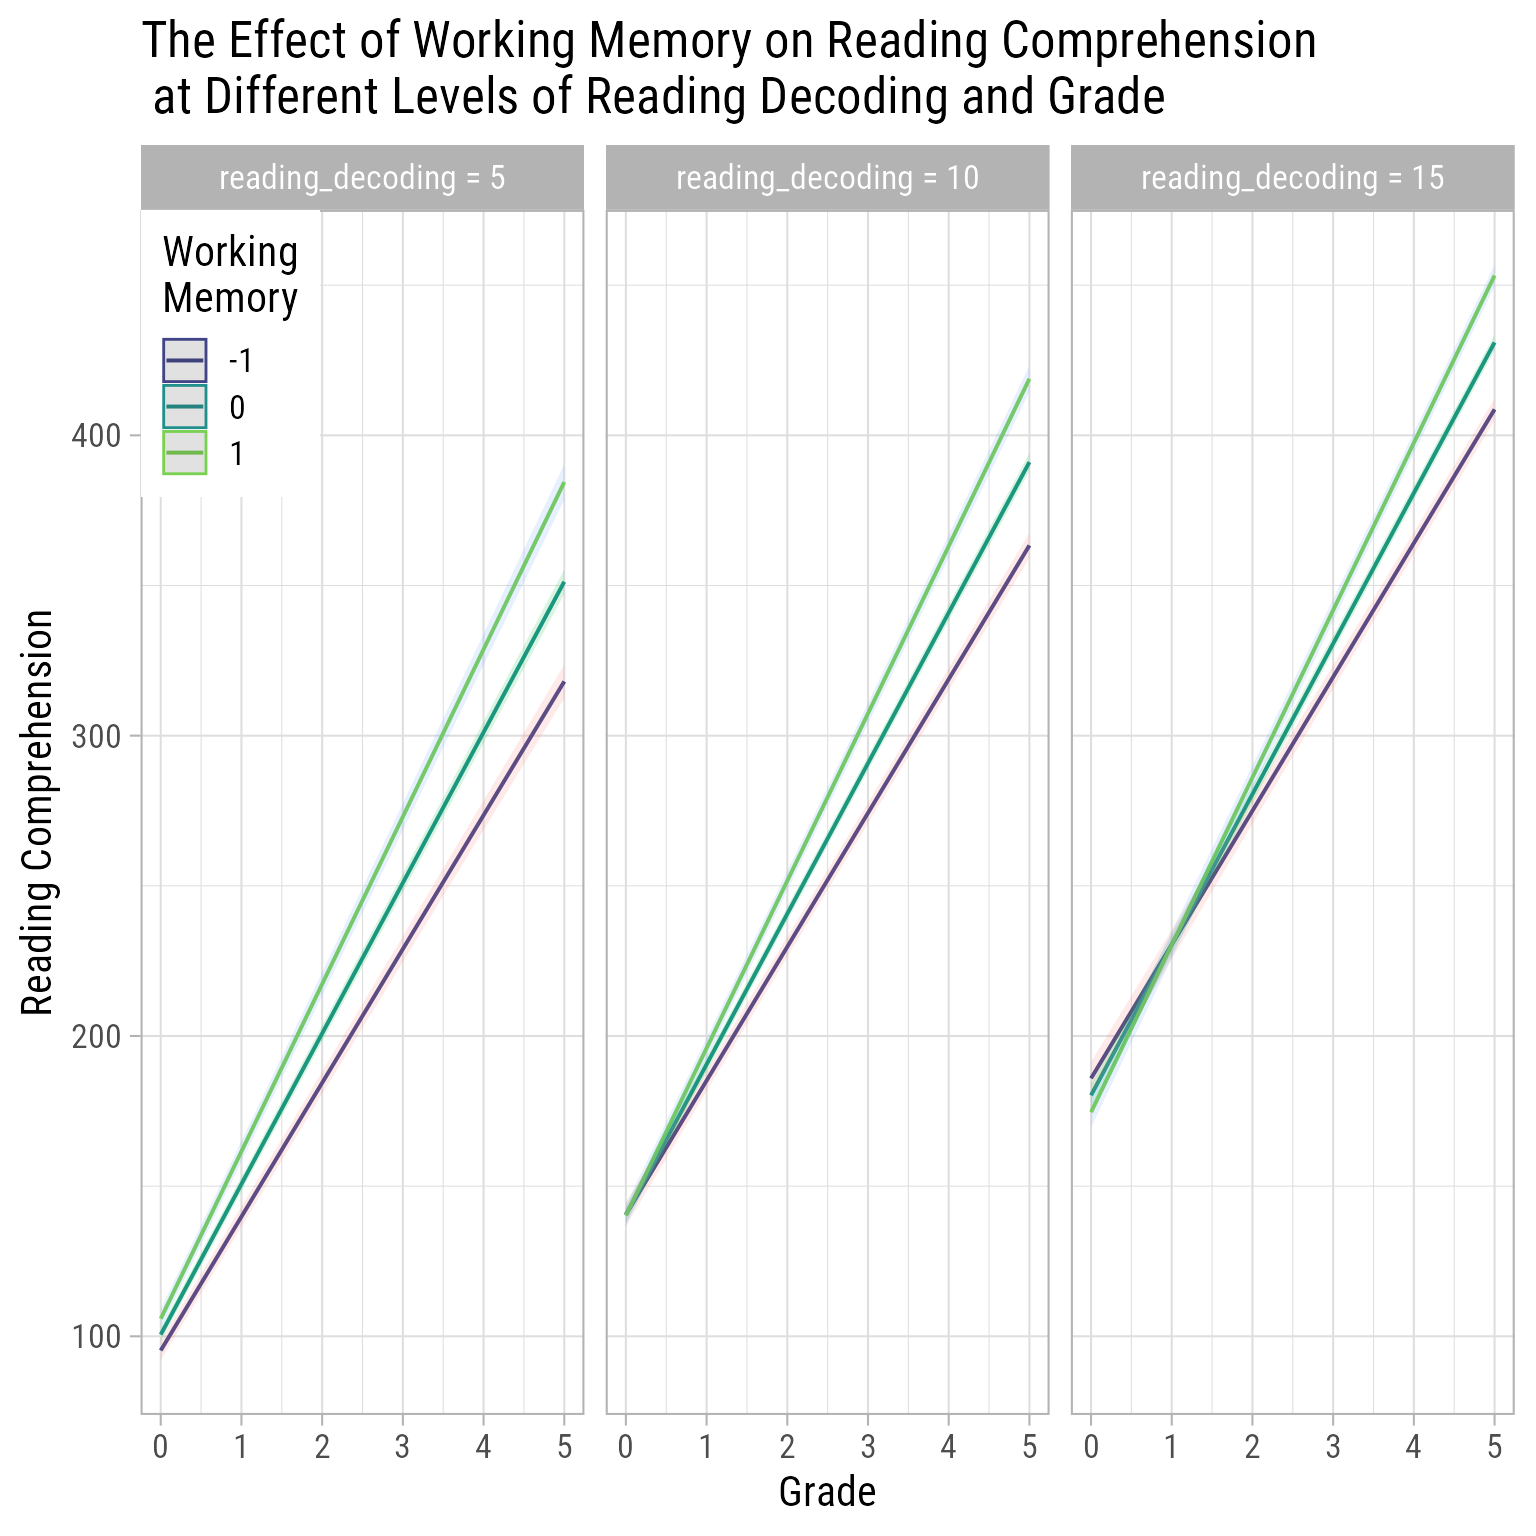 The Effect of Working Memory on Reading Comprehension
at Different Levels of Reading Decoding and Grade
reading_decoding = 5
reading_decoding = 10
reading_decoding = 15
Working
Memory
-1
0
1
Reading Comprehension
400
300
200
100
0 1 2 3 4 5
0 1 2 3 4 5
0 1 2 3 4 5
Grade